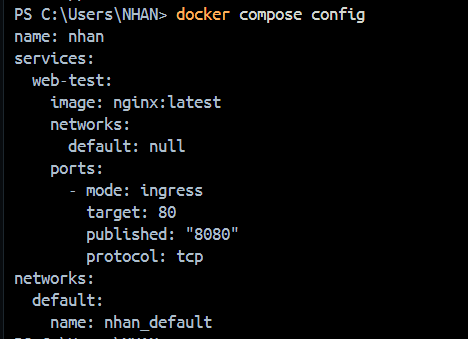 PS C:\Users\NHAN> docker compose config
name: nhan
services:
  web-test:
    image: nginx:latest
    networks:
      default: null
    ports:
      - mode: ingress
        target: 80
        published: "8080"
        protocol: tcp
networks:
  default:
    name: nhan_default